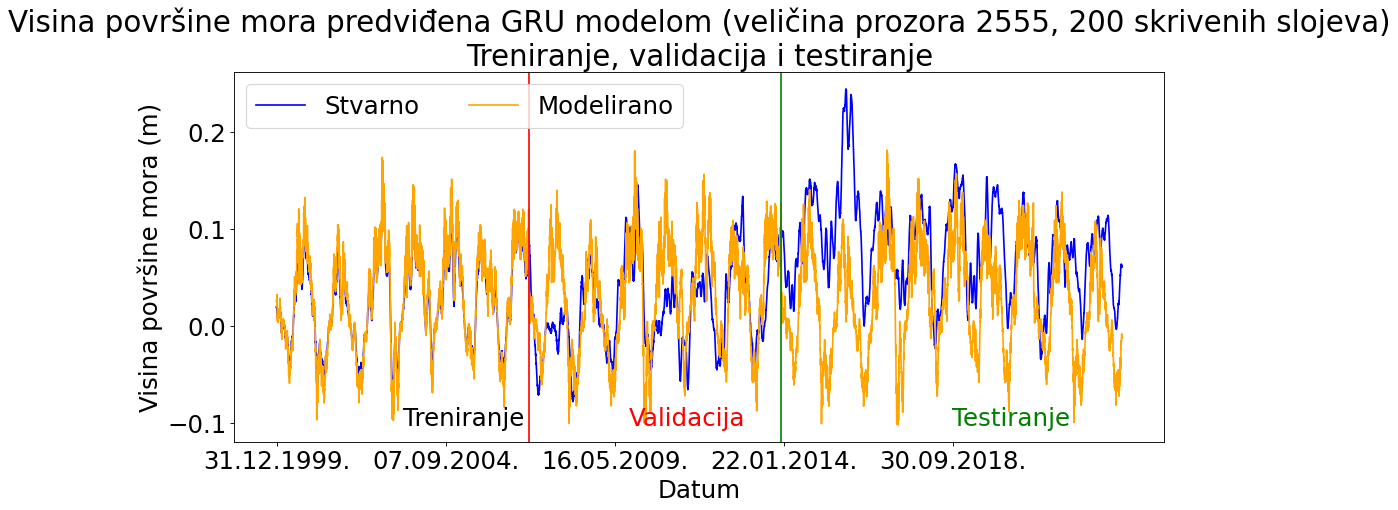 Visina površine mora predviđena GRU modelom (veličina prozora 2555, 200 skrivenih slojeva)
Treniranje, validacija i testiranje
Stvarno
Modelirano
Visina površine mora (m)
0.2
0.1
0.0
−0.1
Treniranje
Validacija
Testiranje
31.12.1999.
07.09.2004.
16.05.2009.
22.01.2014.
30.09.2018.
Datum